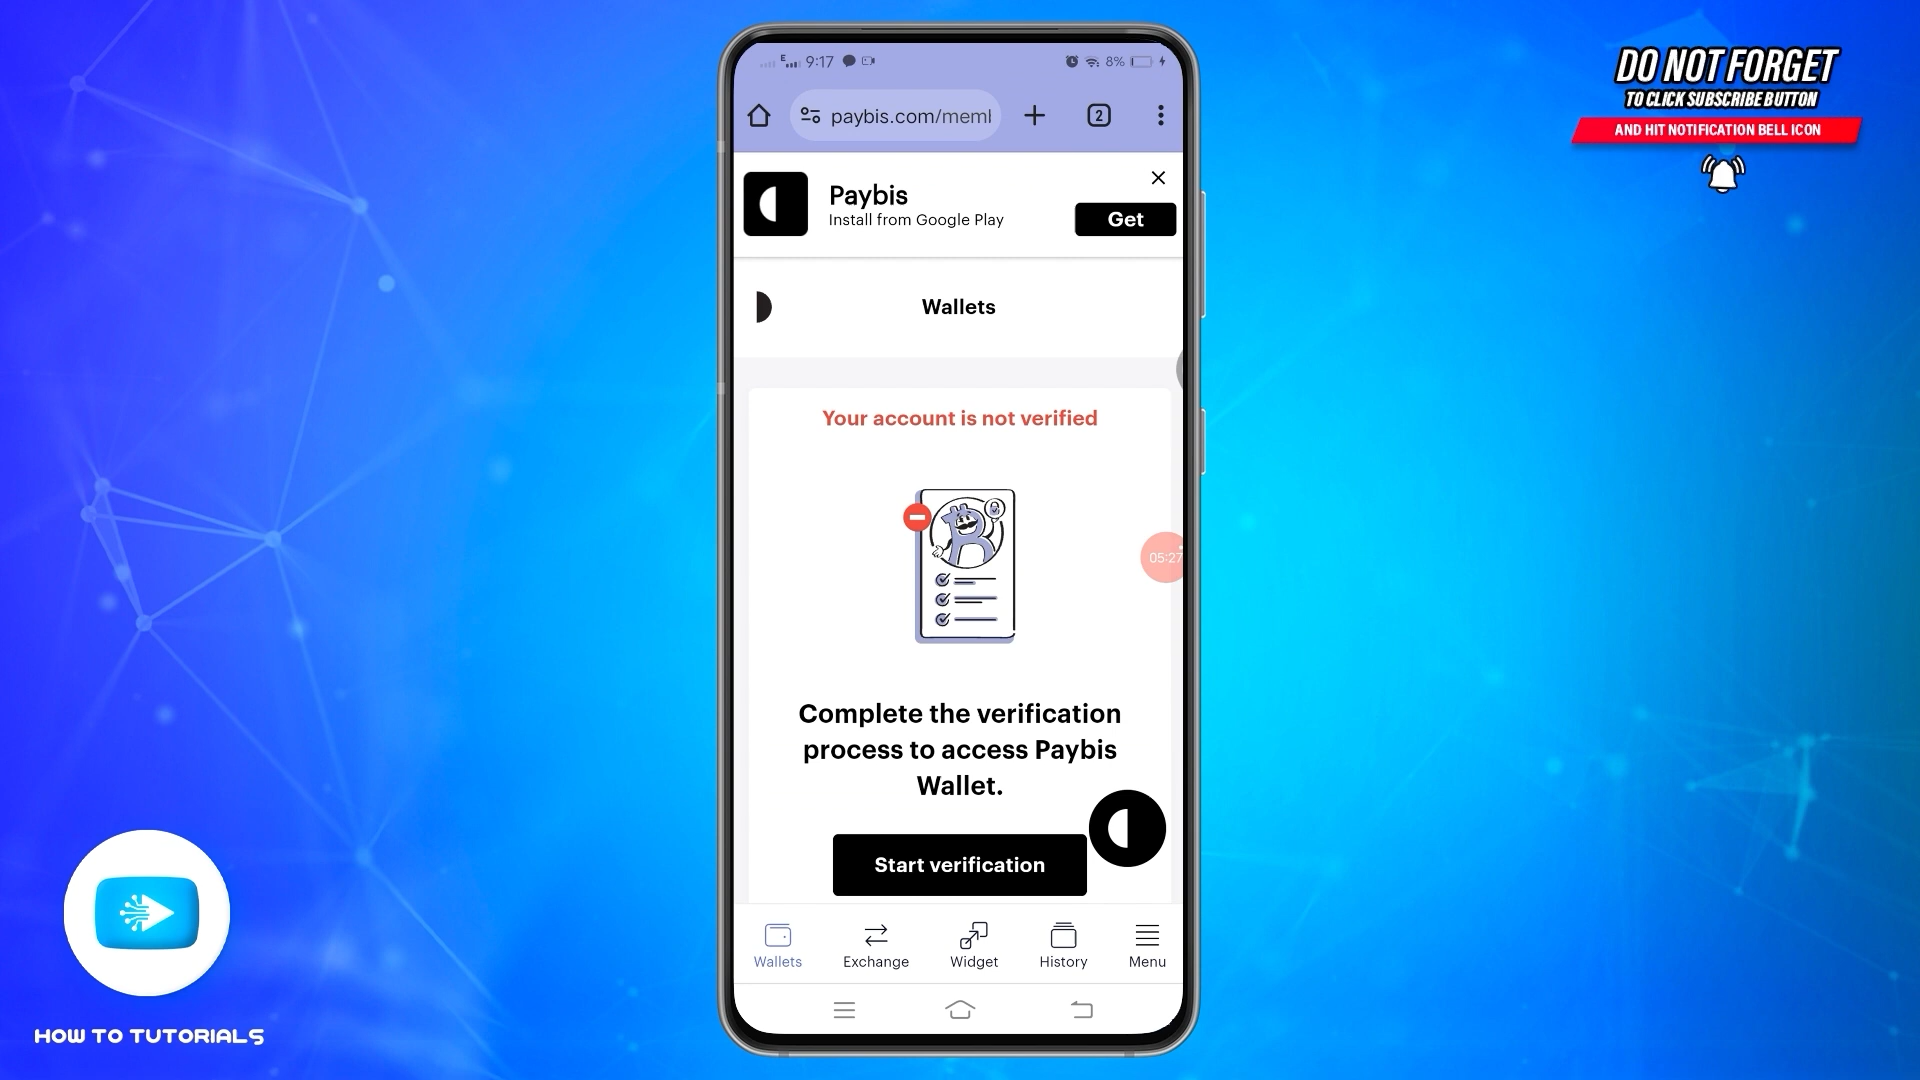 DO NOT FORGET
TO CLICK SUBSCRIBE BUTTON
AND HIT NOTIFICATION BELL ICON
E 9:17
8%
paybis.com/meml
2
Paybis
Install from Google Play
Get
Wallets
Your account is not verified
05:27
Complete the verification
process to access Paybis
Wallet.
Start verification
Wallets
Exchange
Widget
History
Menu
HOW TO TUTORIALS